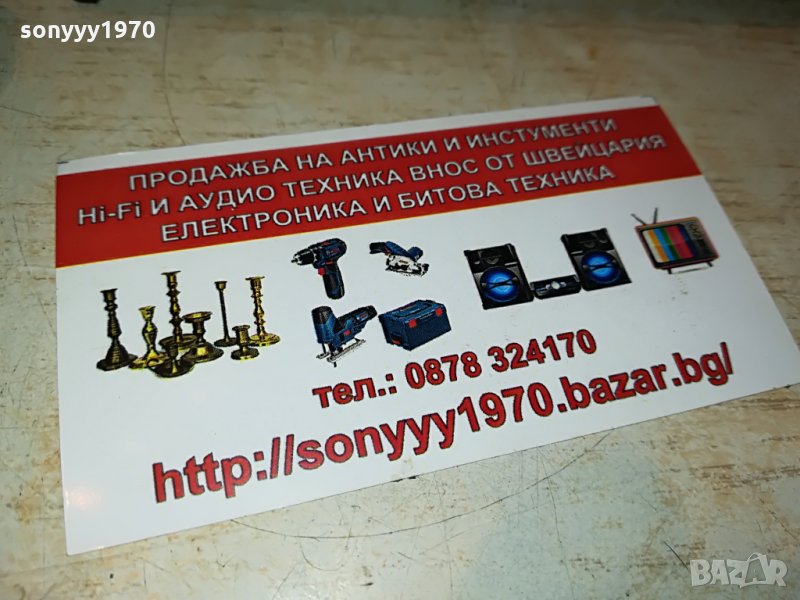 sonyyy1970
ПРОДАЖБА НА АНТИКИ И ИНСТУМЕНТИ
Hi-Fi И АУДИО ТЕХНИКА ВНОС ОТ ШВЕЙЦАРИЯ
ЕЛЕКТРОНИКА И БИТОВА ТЕХНИКА
тел.: 0878 324170
http://sonyyy1970.bazar.bg/
BAZAR